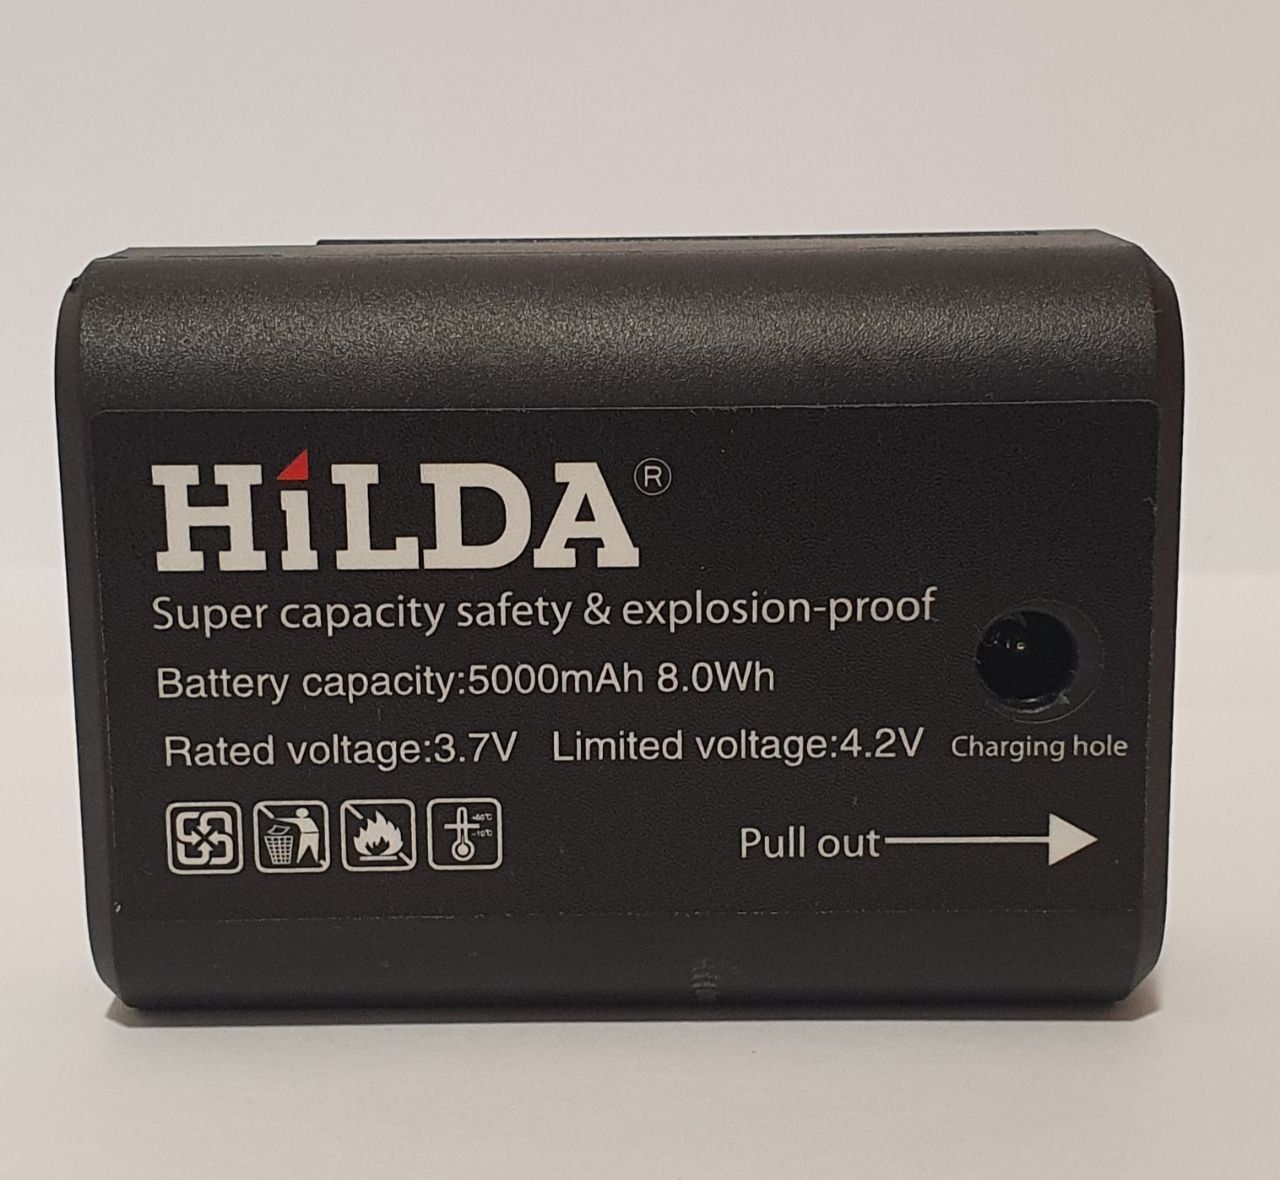 HiLDA®
Super capacity safety & explosion-proof
Battery capacity:5000mAh 8.0Wh
Rated voltage:3.7V Limited voltage:4.2V
Charging hole
Pull out